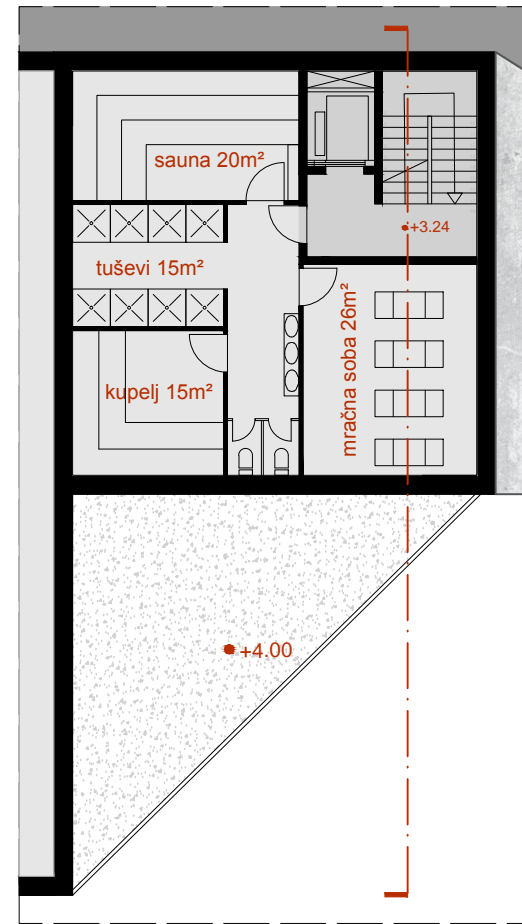 sauna 20m²
+3.24
tuševi 15m²
mračna soba 26m²
kupelj 15m²
+4.00